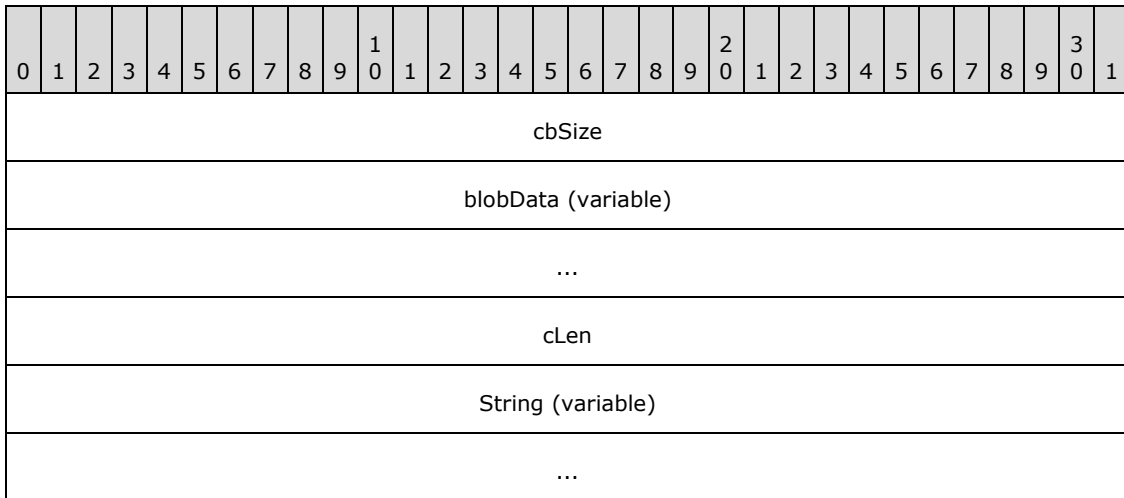 0 1 2 3 4 5 6 7 8 9 1 0 1 2 3 4 5 6 7 8 9 2 0 1 2 3 4 5 6 7 8 9 3 0 1
cbSize
blobData (variable)
...
cLen
String (variable)
...